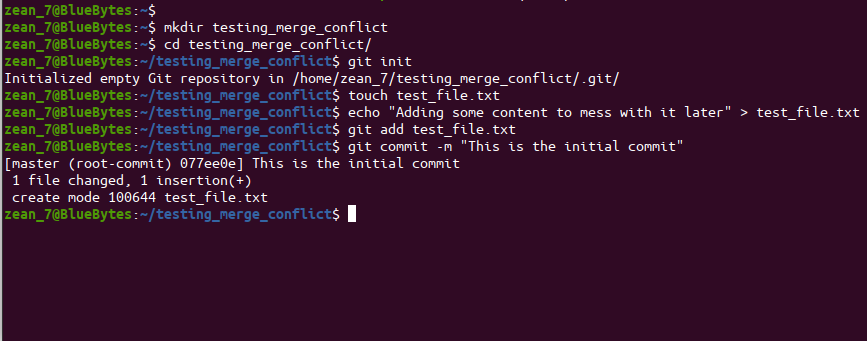 zean_7@BlueBytes:~$
zean_7@BlueBytes:~$ mkdir testing_merge_conflict
zean_7@BlueBytes:~$ cd testing_merge_conflict/
zean_7@BlueBytes:~/testing_merge_conflict$ git init
Initialized empty Git repository in /home/zean_7/testing_merge_conflict/.git/
zean_7@BlueBytes:~/testing_merge_conflict$ touch test_file.txt
zean_7@BlueBytes:~/testing_merge_conflict$ echo "Adding some content to mess with it later" > test_file.txt
zean_7@BlueBytes:~/testing_merge_conflict$ git add test_file.txt
zean_7@BlueBytes:~/testing_merge_conflict$ git commit -m "This is the initial commit"
[master (root-commit) 077ee0e] This is the initial commit
 1 file changed, 1 insertion(+)
 create mode 100644 test_file.txt
zean_7@BlueBytes:~/testing_merge_conflict$